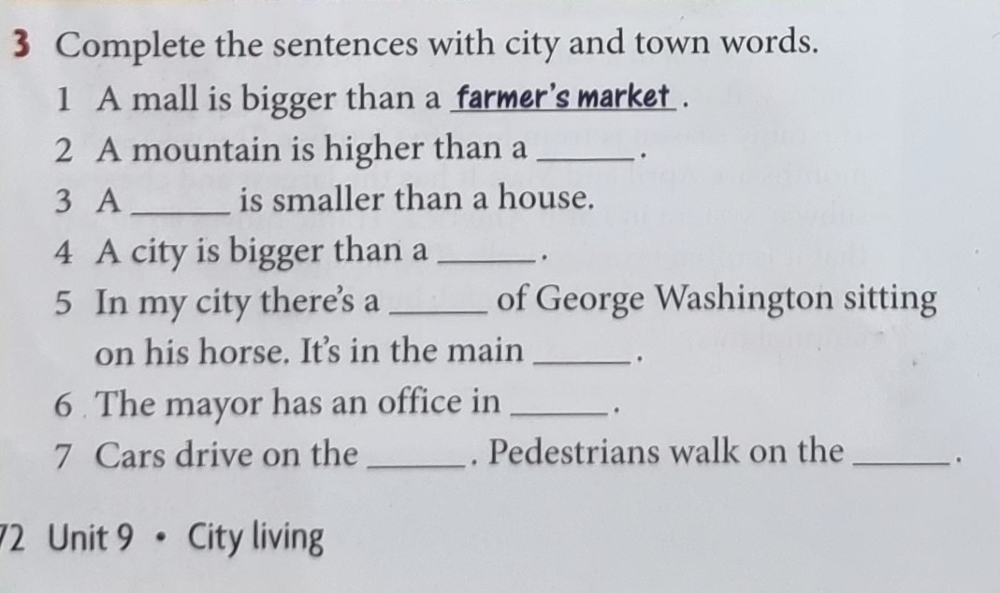 3 Complete the sentences with city and town words.
1 A mall is bigger than a farmer's market.
2 A mountain is higher than a ______.
3 A ______ is smaller than a house.
4 A city is bigger than a ______.
5 In my city there's a ______ of George Washington sitting
on his horse. It's in the main ______.
6 The mayor has an office in ______.
7 Cars drive on the ______. Pedestrians walk on the ______.
72 Unit 9 • City living